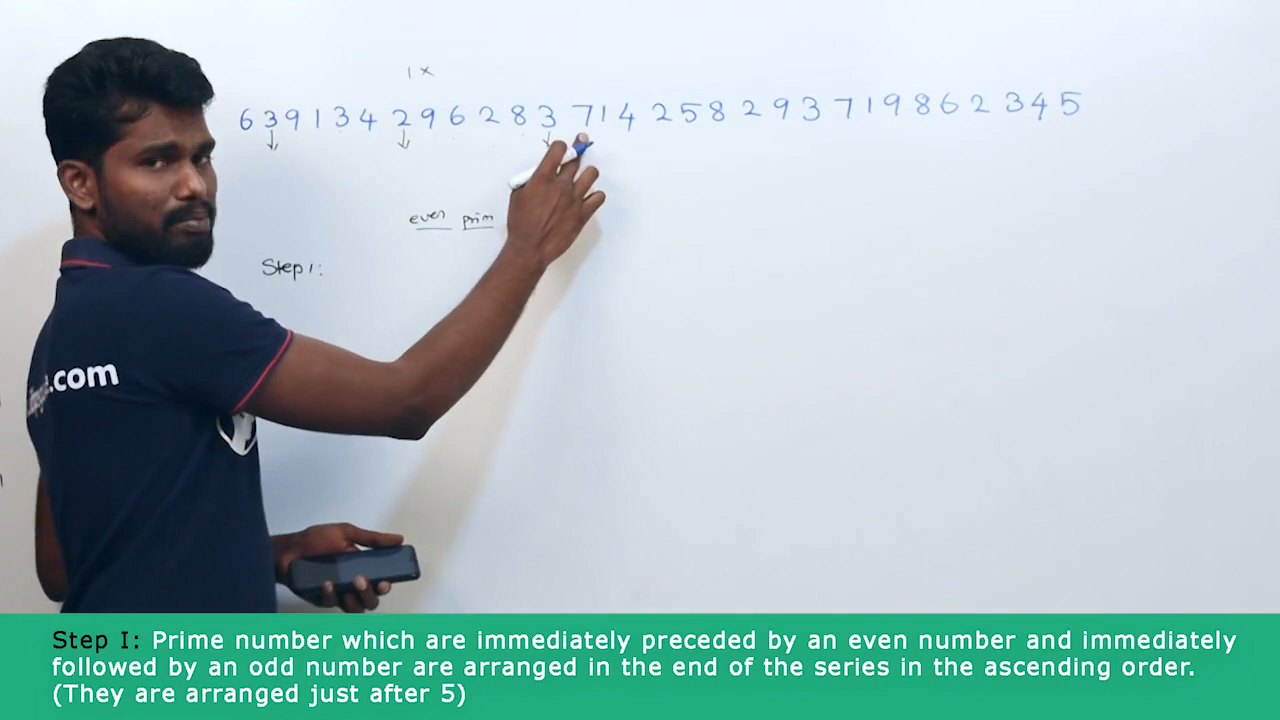 1 ×
6 3 9 1 3 4 2 9 6 2 8 3 7 1 4 2 5 8 2 9 3 7 1 9 8 6 2 3 4 5
even prim
Step 1:
.com
Step I: Prime number which are immediately preceded by an even number and immediately
followed by an odd number are arranged in the end of the series in the ascending order.
(They are arranged just after 5)